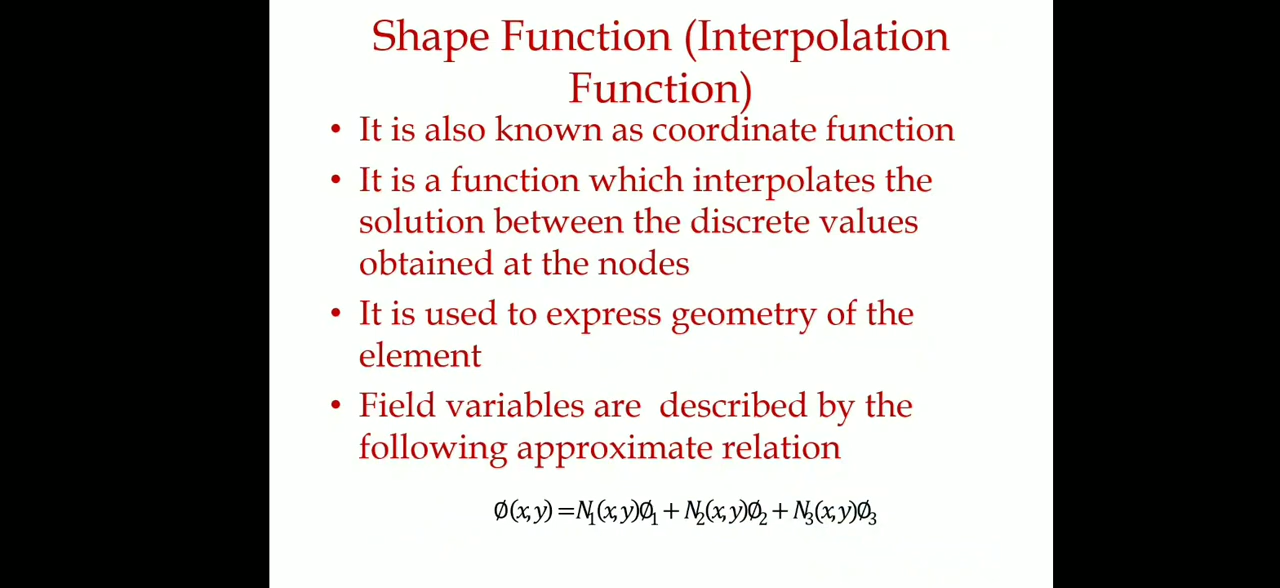 Shape Function (Interpolation
Function)
• It is also known as coordinate function
• It is a function which interpolates the
solution between the discrete values
obtained at the nodes
• It is used to express geometry of the
element
• Field variables are described by the
following approximate relation
Ø(x,y)=N₁(x,y)Ø₁+N₂(x,y)Ø₂+N₃(x,y)Ø₃